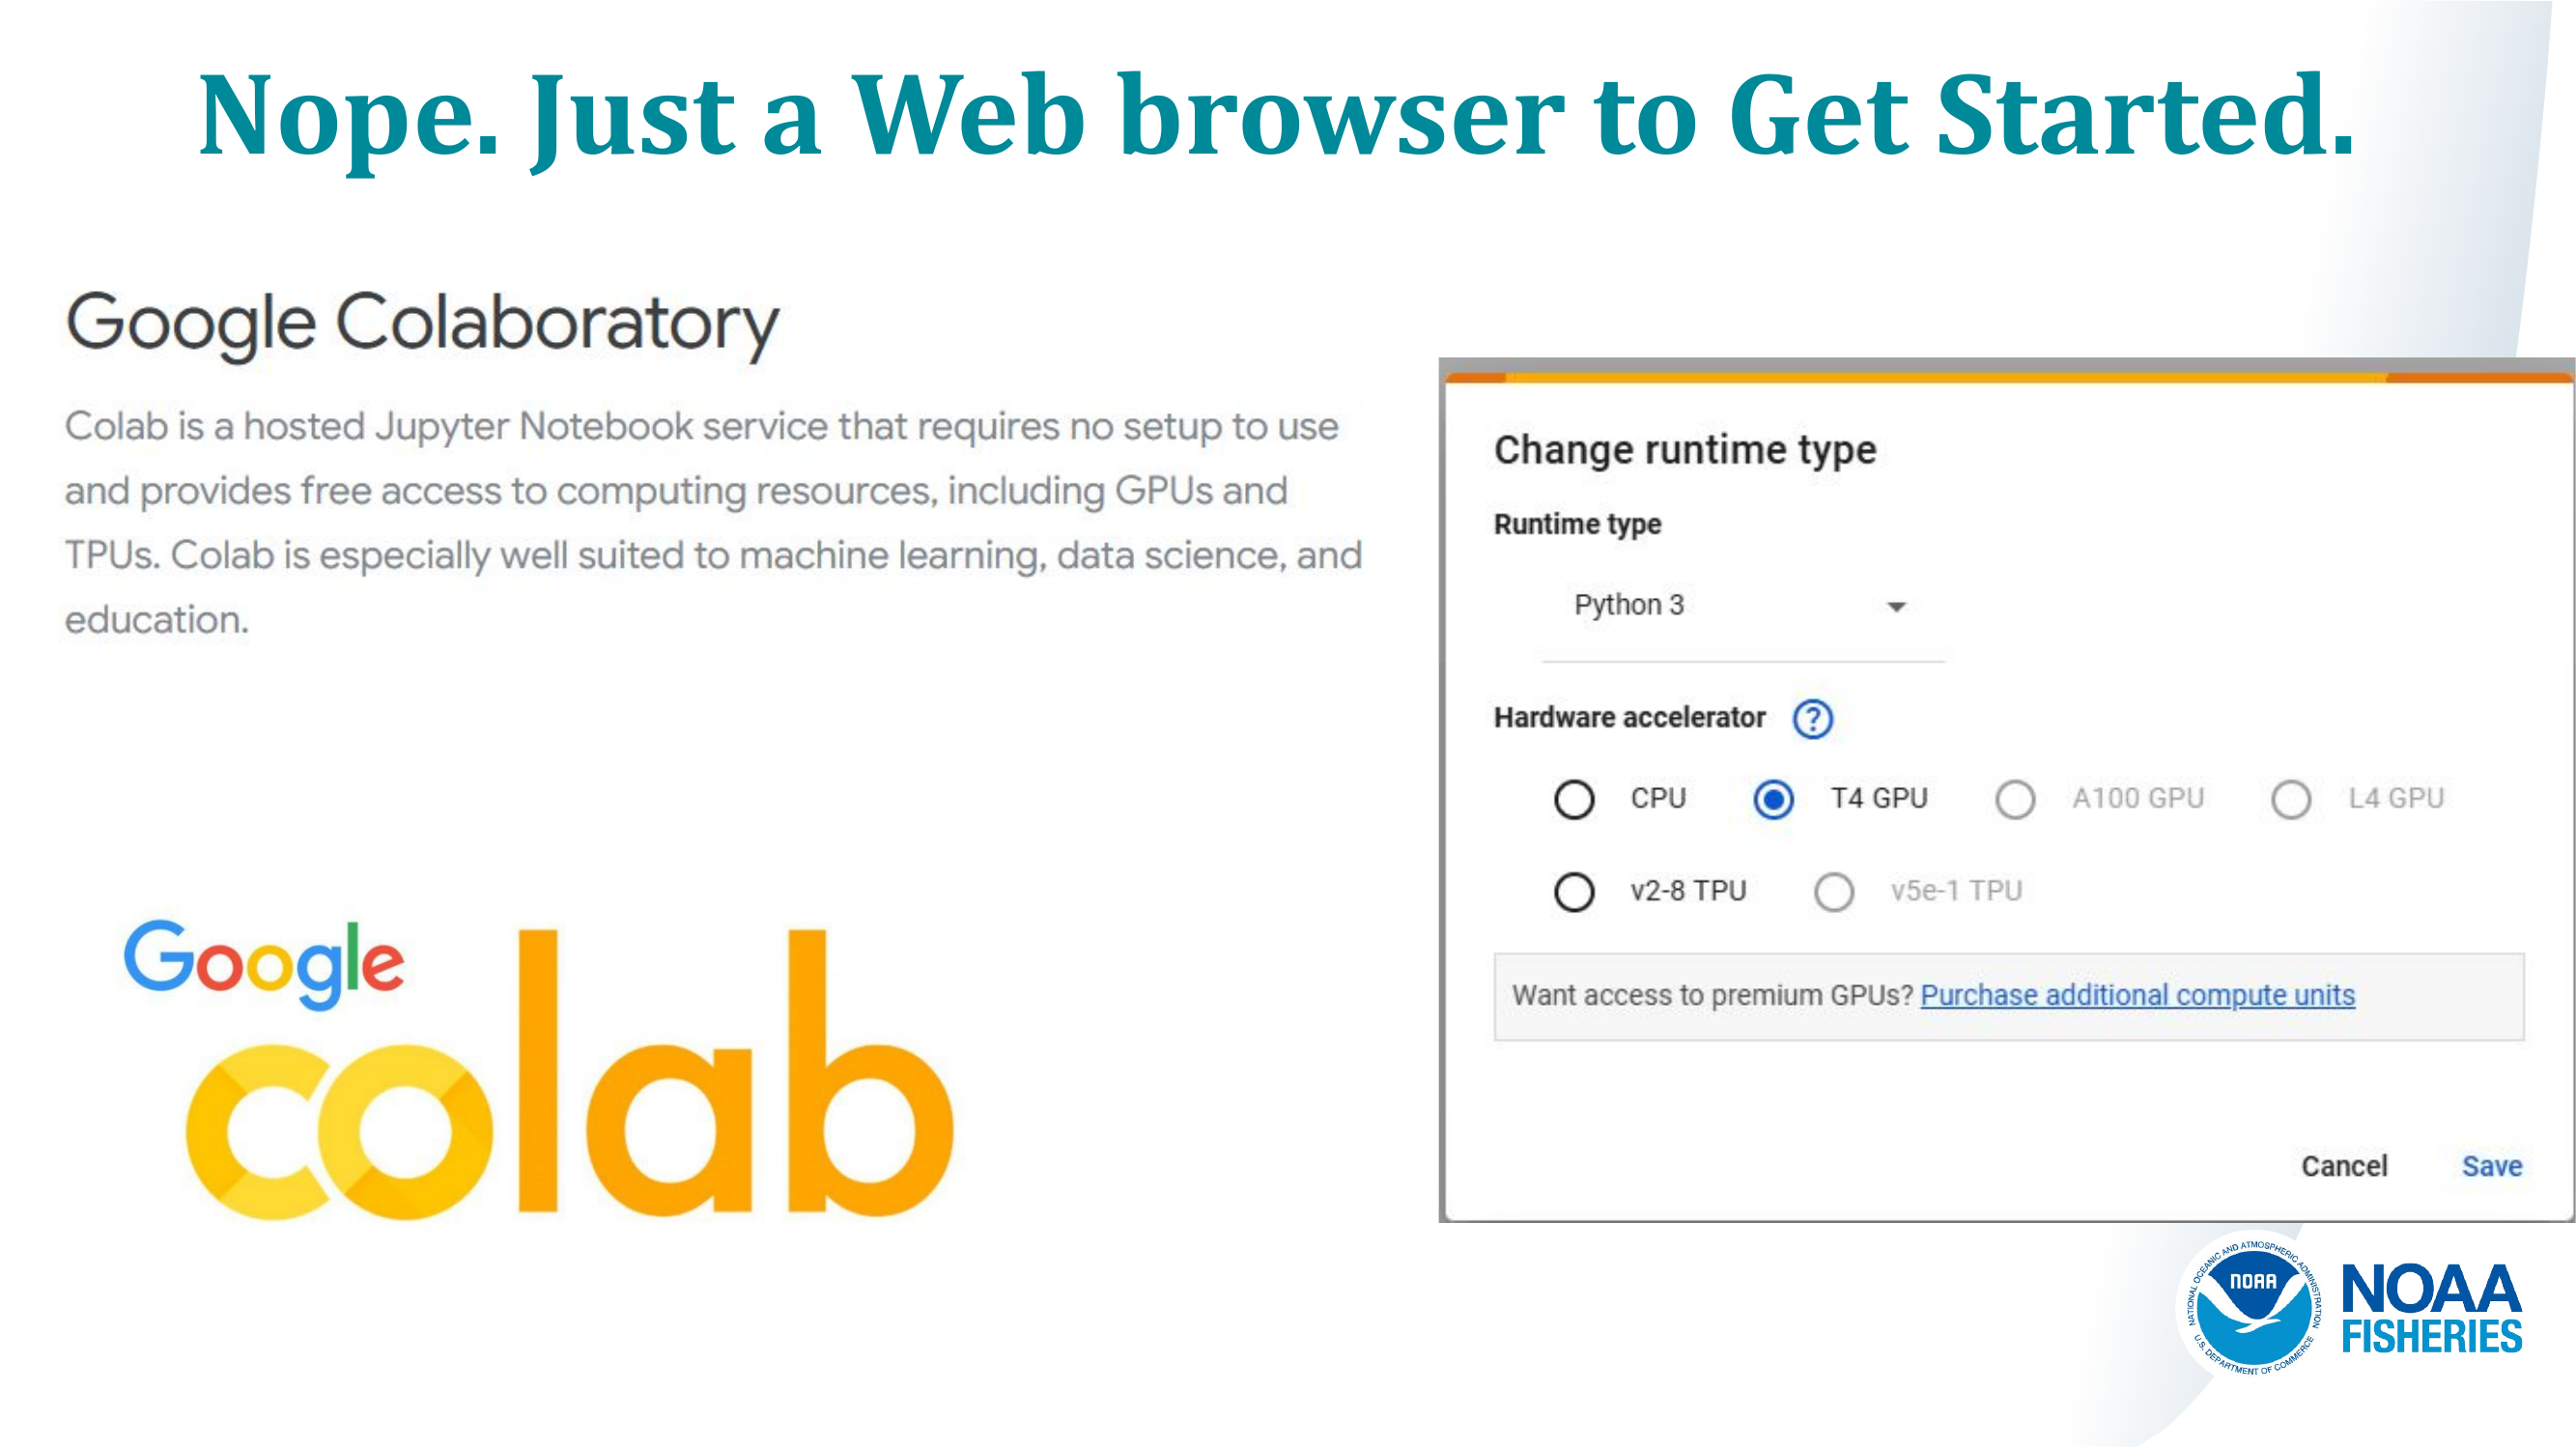 Nope. Just a Web browser to Get Started.
Google Colaboratory
Colab is a hosted Jupyter Notebook service that requires no setup to use
and provides free access to computing resources, including GPUs and
TPUs. Colab is especially well suited to machine learning, data science, and
education.
Google
colab
Change runtime type
Runtime type
Python 3
Hardware accelerator ?
CPU T4 GPU A100 GPU L4 GPU
v2-8 TPU v5e-1 TPU
Want access to premium GPUs? Purchase additional compute units
Cancel Save
NATIONAL OCEANIC AND ATMOSPHERIC ADMINISTRATION
NOAA
U.S. DEPARTMENT OF COMMERCE
NOAA
FISHERIES